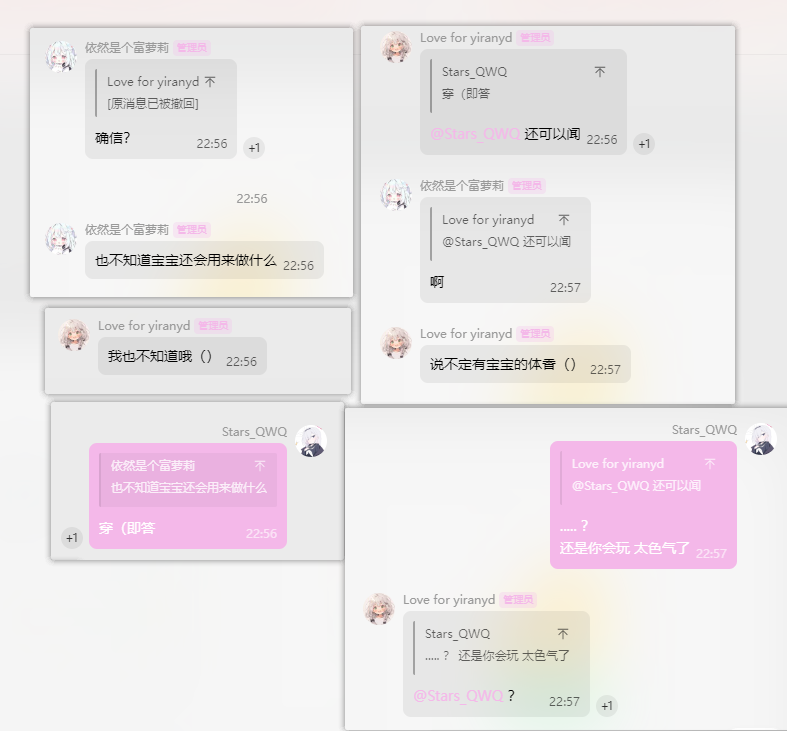 依然是个富萝莉 管理员
Love for yiranyd
[原消息已被撤回]
确信？ 22:56
+1
22:56
依然是个富萝莉 管理员
也不知道宝宝还会用来做什么 22:56
Love for yiranyd 管理员
我也不知道哦（） 22:56
Stars_QWQ
依然是个富萝莉
也不知道宝宝还会用来做什么
穿（即答 22:56
+1
Love for yiranyd 管理员
Stars_QWQ
穿（即答
@Stars_QWQ 还可以闻 22:56
+1
依然是个富萝莉 管理员
Love for yiranyd
@Stars_QWQ 还可以闻
啊 22:57
Love for yiranyd 管理员
说不定有宝宝的体香（） 22:57
Stars_QWQ
Love for yiranyd
@Stars_QWQ 还可以闻
..... ？
还是你会玩 太色气了 22:57
Love for yiranyd 管理员
Stars_QWQ
..... ？ 还是你会玩 太色气了
@Stars_QWQ ？ 22:57
+1